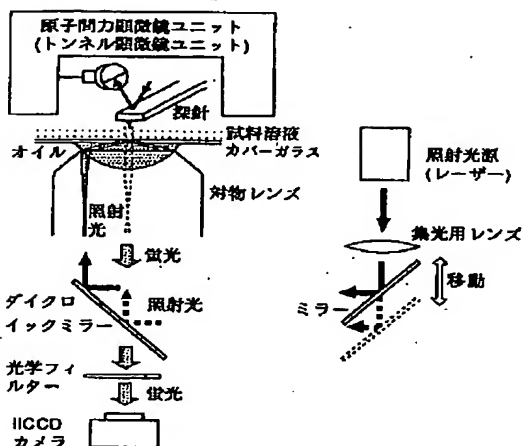 原子間力顕微鏡ユニット
(トンネル顕微鏡ユニット)
探針
試料溶液
カバーガラス
オイル
対物レンズ
照射
光
蛍光
ダイクロ
イックミラー
照射光
光学フィ
ルター
蛍光
IICCD
カメラ
照射光源
(レーザー)
集光用レンズ
移動
ミラー